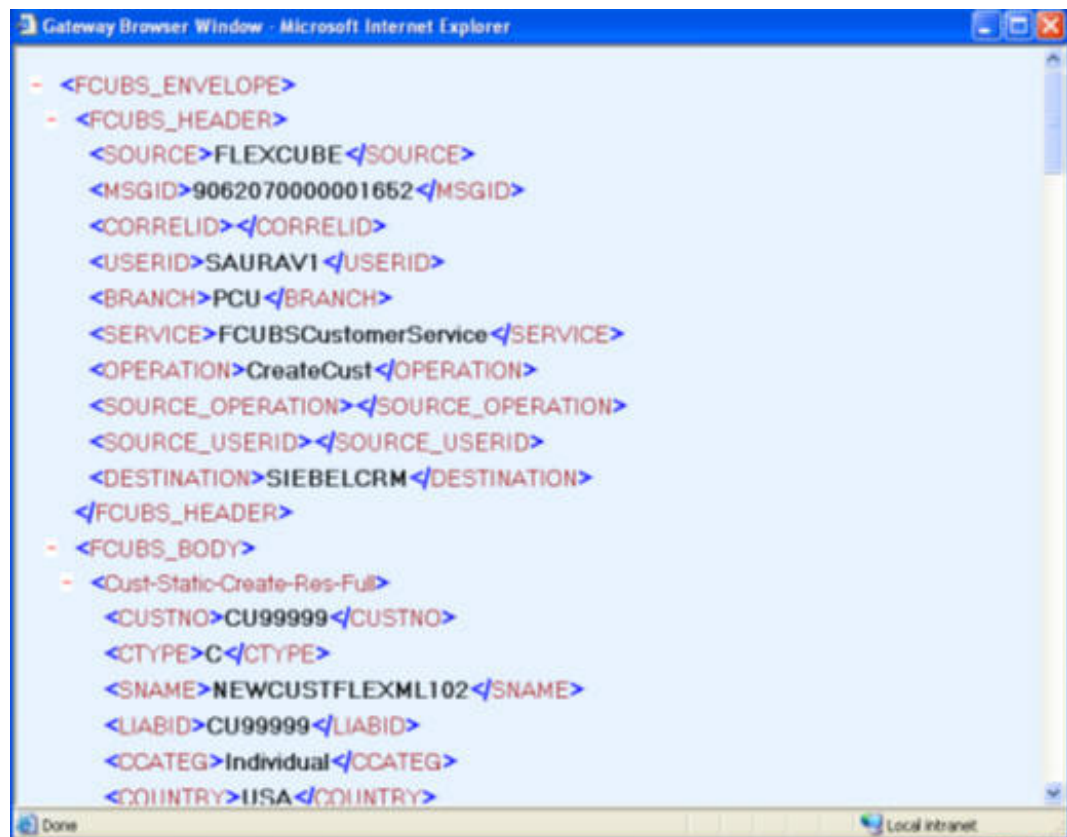 Gateway Browser Window - Microsoft Internet Explorer
- <FCUBS_ENVELOPE>
- <FCUBS_HEADER>
<SOURCE>FLEXCUBE</SOURCE>
<MSGID>9062070000001652</MSGID>
<CORRELID></CORRELID>
<USERID>SAURAV1</USERID>
<BRANCH>PCU</BRANCH>
<SERVICE>FCUBSCustomerService</SERVICE>
<OPERATION>CreateCust</OPERATION>
<SOURCE_OPERATION></SOURCE_OPERATION>
<SOURCE_USERID></SOURCE_USERID>
<DESTINATION>SIEBELCRM</DESTINATION>
</FCUBS_HEADER>
- <FCUBS_BODY>
- <Cust-Static-Create-Res-Full>
<CUSTNO>CU99999</CUSTNO>
<CTYPE>C</CTYPE>
<SNAME>NEWCUSTFLEXML102</SNAME>
<LIABID>CU99999</LIABID>
<CCATEG>Individual</CCATEG>
<COUNTRY>USA</COUNTRY>
Done Local intranet